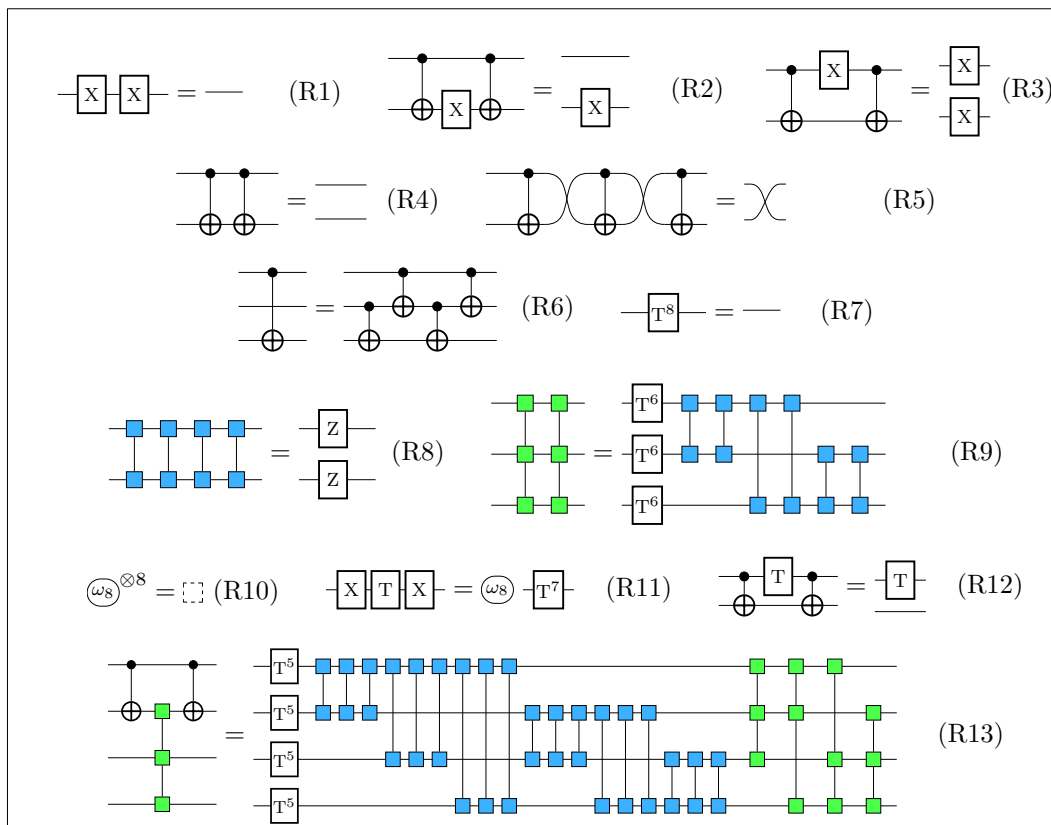 X X = (R1) X = X (R2) X = X X (R3)
= (R4) = (R5)
= (R6) T⁸ = (R7)
= Z Z (R8) = T⁶ T⁶ T⁶ (R9)
ω₈ ⊗8 = (R10) X T X = ω₈ T⁷ (R11) T = T (R12)
= T⁵ T⁵ T⁵ T⁵ (R13)